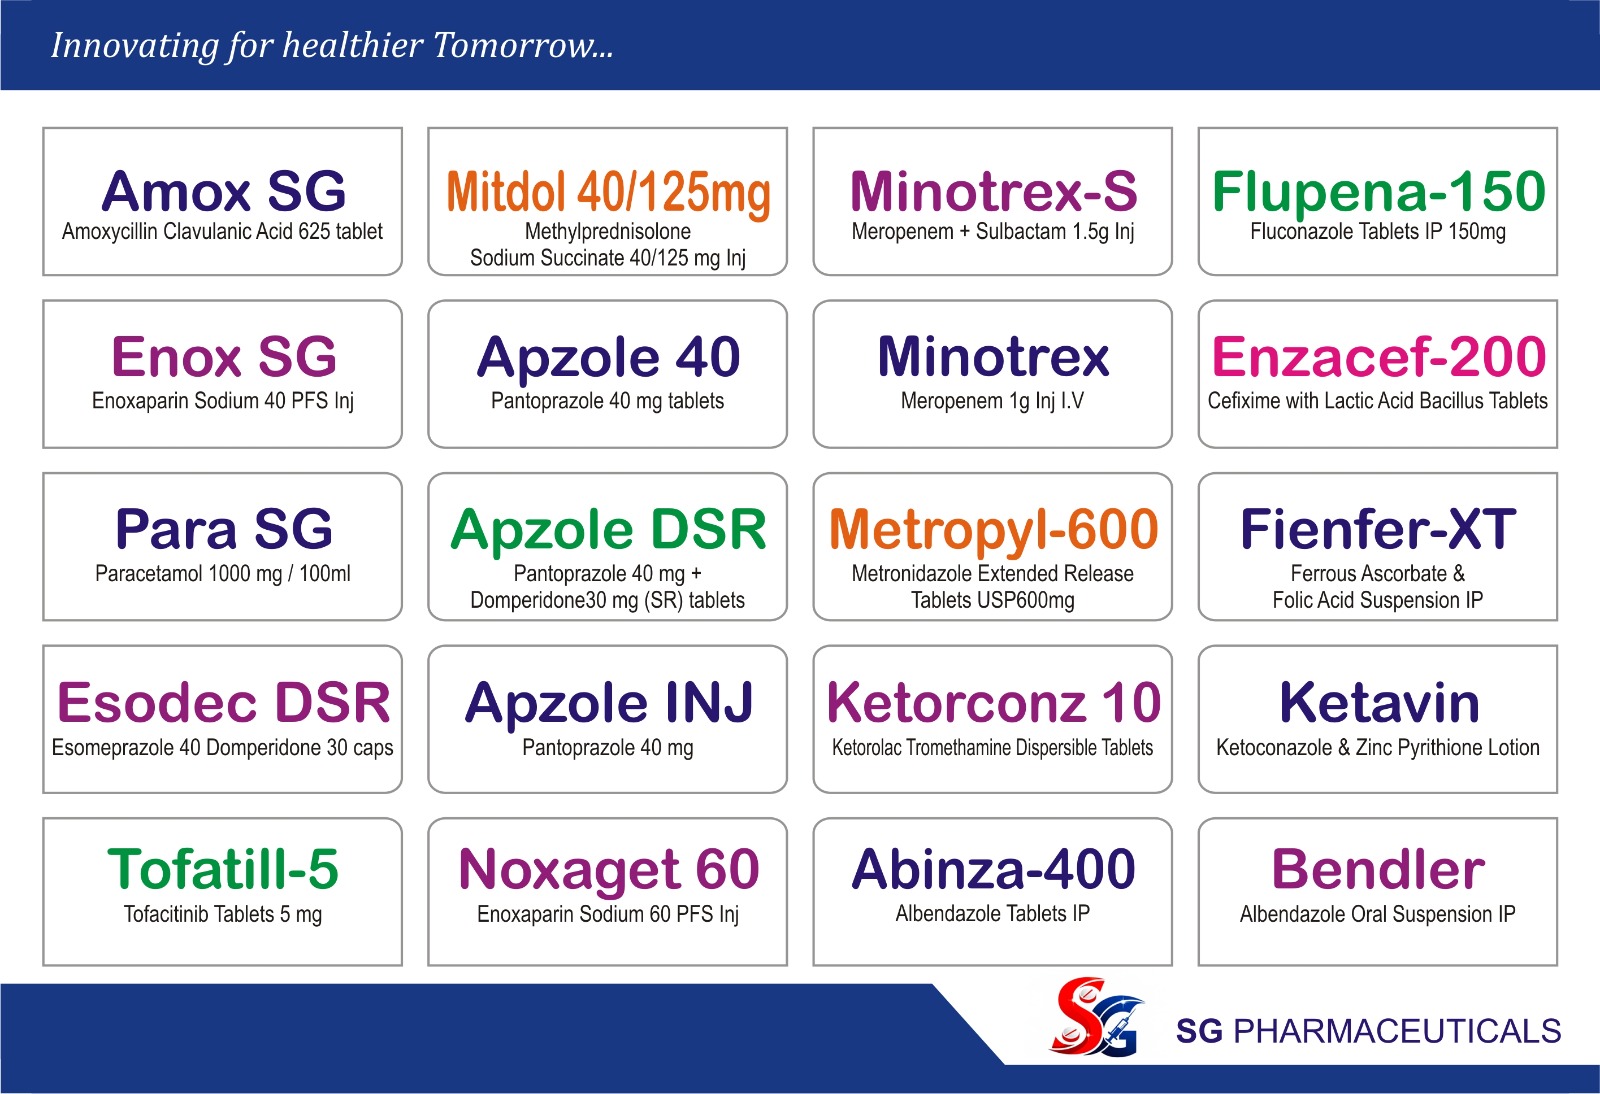 Innovating for healthier Tomorrow...
Amox SG
Amoxycillin Clavulanic Acid 625 tablet
Mitdol 40/125mg
Methylprednisolone
Sodium Succinate 40/125 mg Inj
Minotrex-S
Meropenem + Sulbactam 1.5g Inj
Flupena-150
Fluconazole Tablets IP 150mg
Enox SG
Enoxaparin Sodium 40 PFS Inj
Apzole 40
Pantoprazole 40 mg tablets
Minotrex
Meropenem 1g Inj I.V
Enzacef-200
Cefixime with Lactic Acid Bacillus Tablets
Para SG
Paracetamol 1000 mg / 100ml
Apzole DSR
Pantoprazole 40 mg +
Domperidone30 mg (SR) tablets
Metropyl-600
Metronidazole Extended Release
Tablets USP600mg
Fienfer-XT
Ferrous Ascorbate &
Folic Acid Suspension IP
Esodec DSR
Esomeprazole 40 Domperidone 30 caps
Apzole INJ
Pantoprazole 40 mg
Ketorconz 10
Ketorolac Tromethamine Dispersible Tablets
Ketavin
Ketoconazole & Zinc Pyrithione Lotion
Tofatill-5
Tofacitinib Tablets 5 mg
Noxaget 60
Enoxaparin Sodium 60 PFS Inj
Abinza-400
Albendazole Tablets IP
Bendler
Albendazole Oral Suspension IP
SG
SG PHARMACEUTICALS